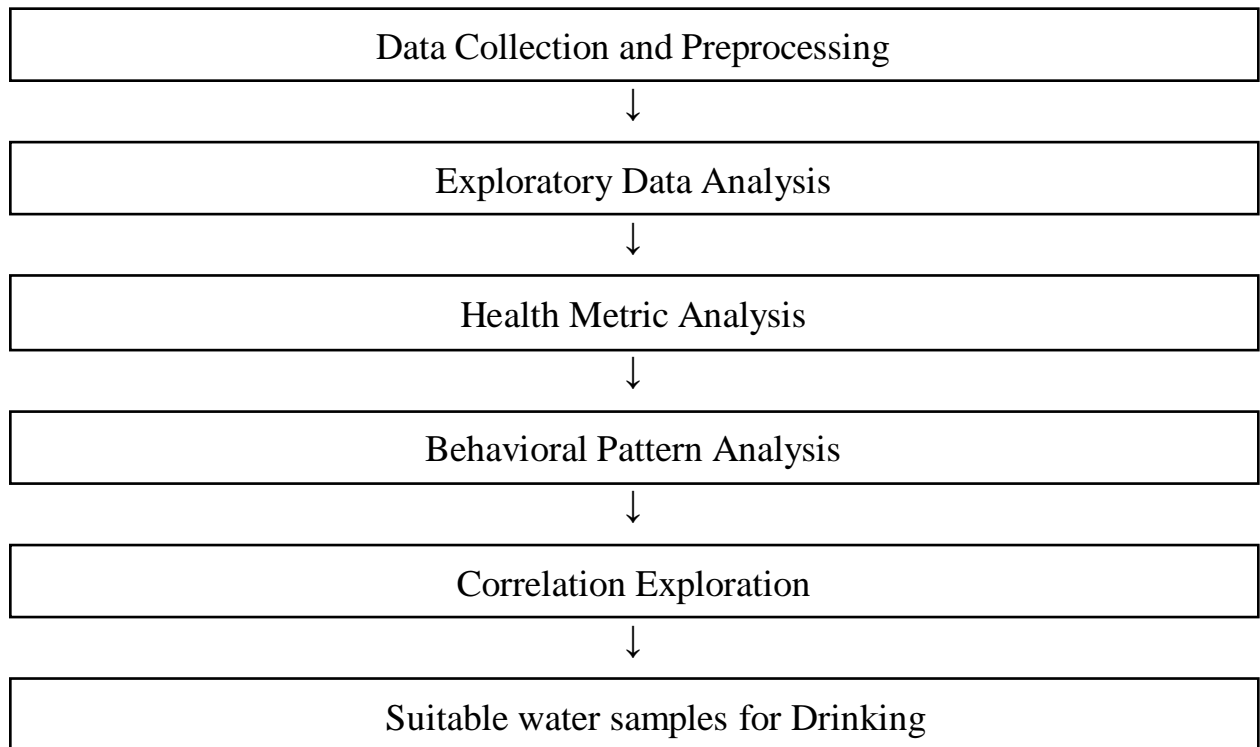 Data Collection and Preprocessing
↓
Exploratory Data Analysis
↓
Health Metric Analysis
↓
Behavioral Pattern Analysis
↓
Correlation Exploration
↓
Suitable water samples for Drinking